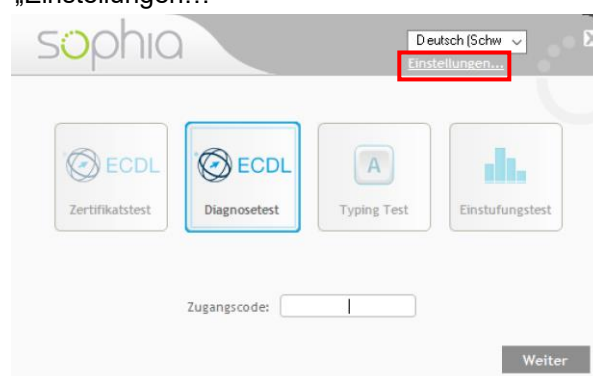 „Einstellungen…
sophia
Deutsch (Schw
Einstellungen...
ECDL
Zertifikatstest
ECDL
Diagnosetest
A
Typing Test
Einstufungstest
Zugangscode:
Weiter